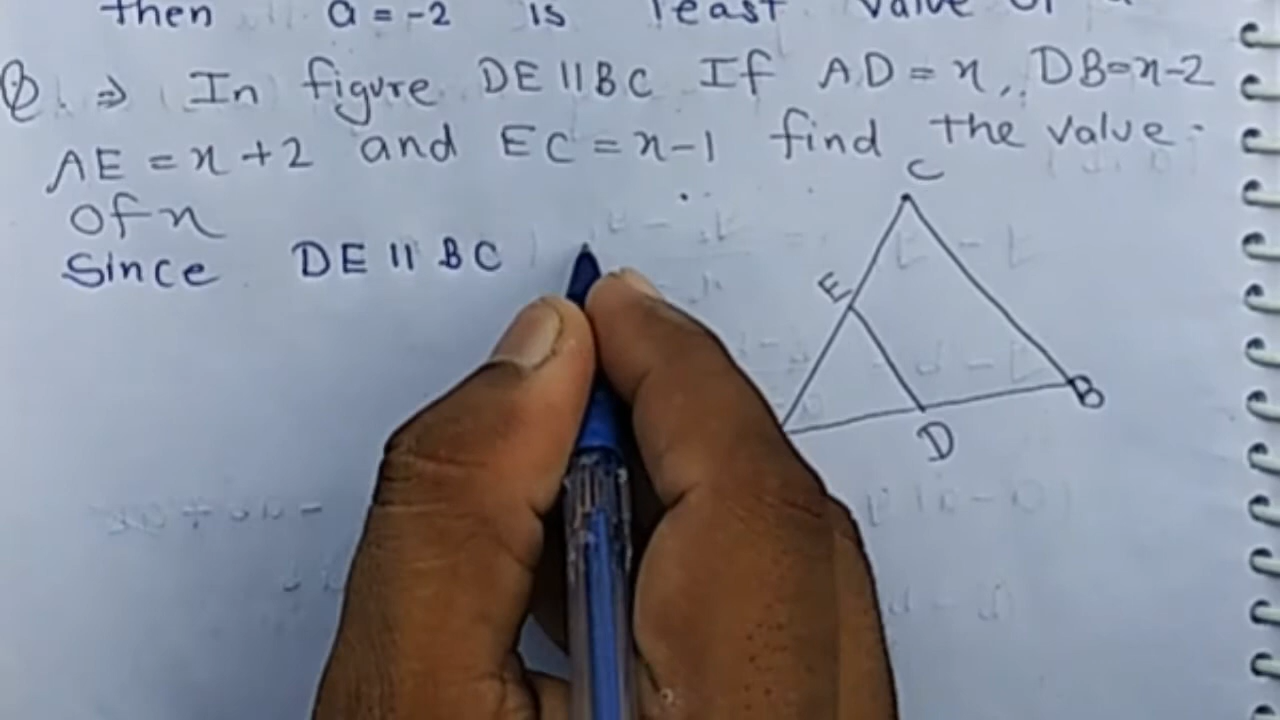 then a = -2 is least value of a
Q. ⇒ In figure DE || BC If AD = x, DB=x-2
AE = x+2 and EC = x-1 find the value
of x
Since DE || BC
C
E
B
D